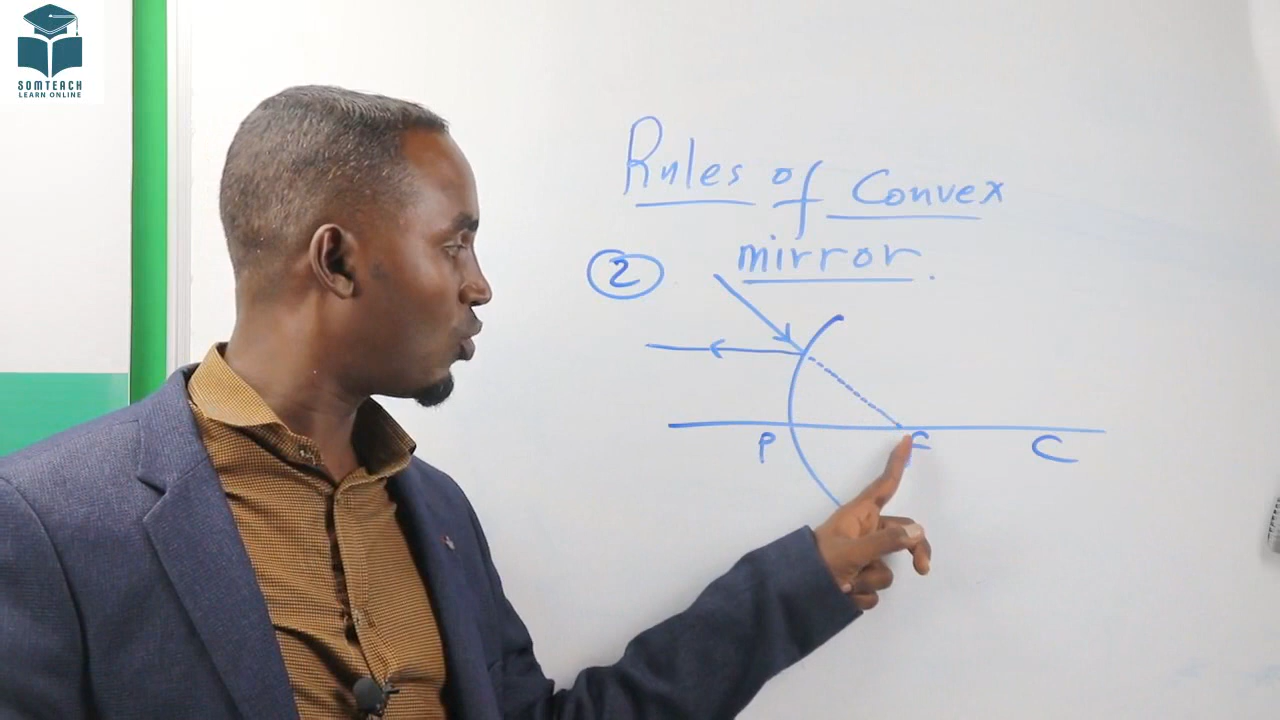 SOMTEACH
LEARN ONLINE
Rules of Convex
mirror.
2
P F C